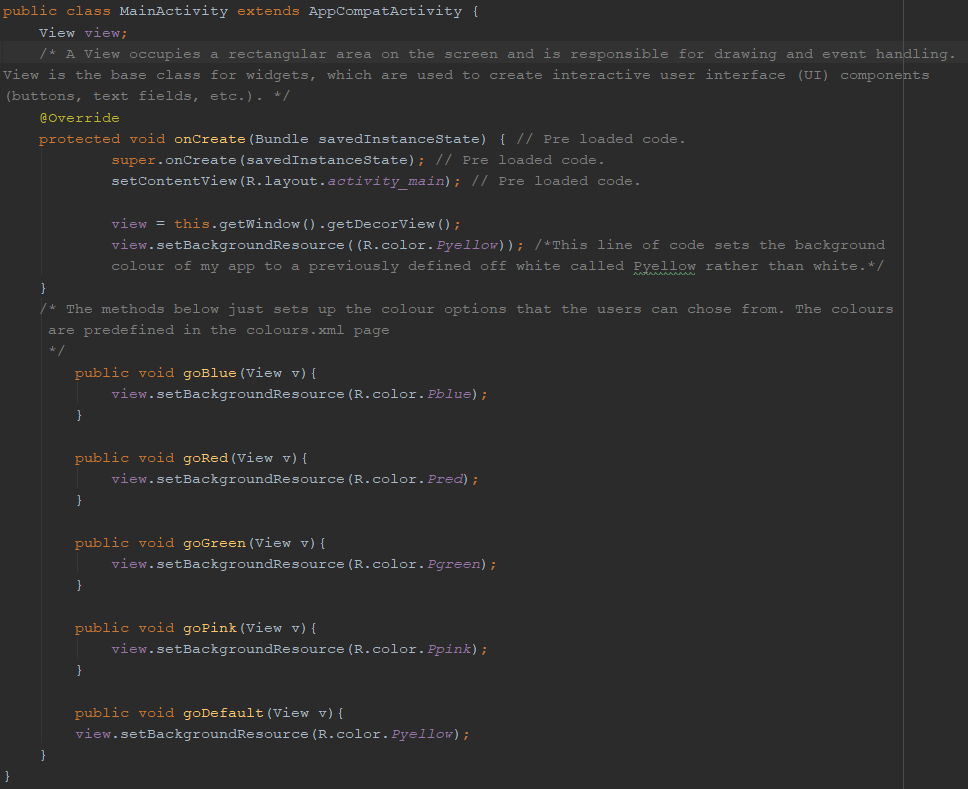 public class MainActivity extends AppCompatActivity {
View view;
/* A View occupies a rectangular area on the screen and is responsible for drawing and event handling.
View is the base class for widgets, which are used to create interactive user interface (UI) components
(buttons, text fields, etc.). */
@Override
protected void onCreate(Bundle savedInstanceState) { // Pre loaded code.
super.onCreate(savedInstanceState); // Pre loaded code.
setContentView(R.layout.activity_main); // Pre loaded code.
view = this.getWindow().getDecorView();
view.setBackgroundResource((R.color.Pyellow)); /*This line of code sets the background
colour of my app to a previously defined off white called Pyellow rather than white.*/
}
/* The methods below just sets up the colour options that the users can chose from. The colours
are predefined in the colours.xml page
*/
public void goBlue(View v){
view.setBackgroundResource(R.color.Pblue);
}
public void goRed(View v){
view.setBackgroundResource(R.color.Pred);
}
public void goGreen(View v){
view.setBackgroundResource(R.color.Pgreen);
}
public void goPink(View v){
view.setBackgroundResource(R.color.Ppink);
}
public void goDefault(View v){
view.setBackgroundResource(R.color.Pyellow);
}
}